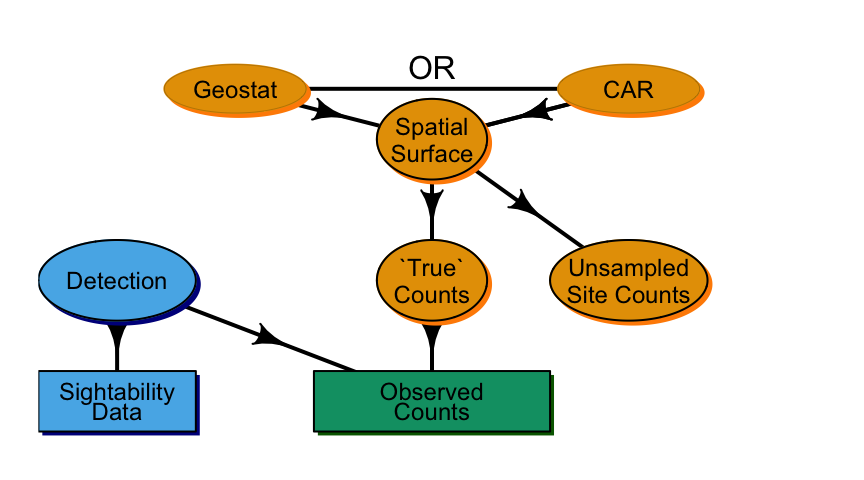 OR
Geostat
CAR
Spatial
Surface
Detection
`True`
Counts
Unsampled
Site Counts
Sightability
Data
Observed
Counts